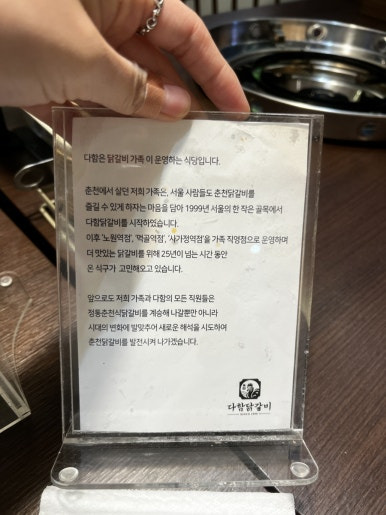 다함은 닭갈비 가족 이 운영하는 식당입니다.
춘천에서 살던 저희 가족은, 서울 사람들도 춘천닭갈비를
즐길 수 있게 하자는 마음을 담아 1999년 서울의 한 작은 골목에서
다함닭갈비를 시작하였습니다.
이후 '노원역점', '먹골역점', '사가정역점'을 가족 직영점으로 운영하며
더 맛있는 닭갈비를 위해 25년이 넘는 시간 동안
온 식구가 고민해오고 있습니다.
앞으로도 저희 가족과 다함의 모든 직원들은
정통춘천식닭갈비를 계승해 나갈뿐만 아니라
시대의 변화에 발맞추어 새로운 해석을 시도하여
춘천닭갈비를 발전시켜 나가겠습니다.
다함닭갈비